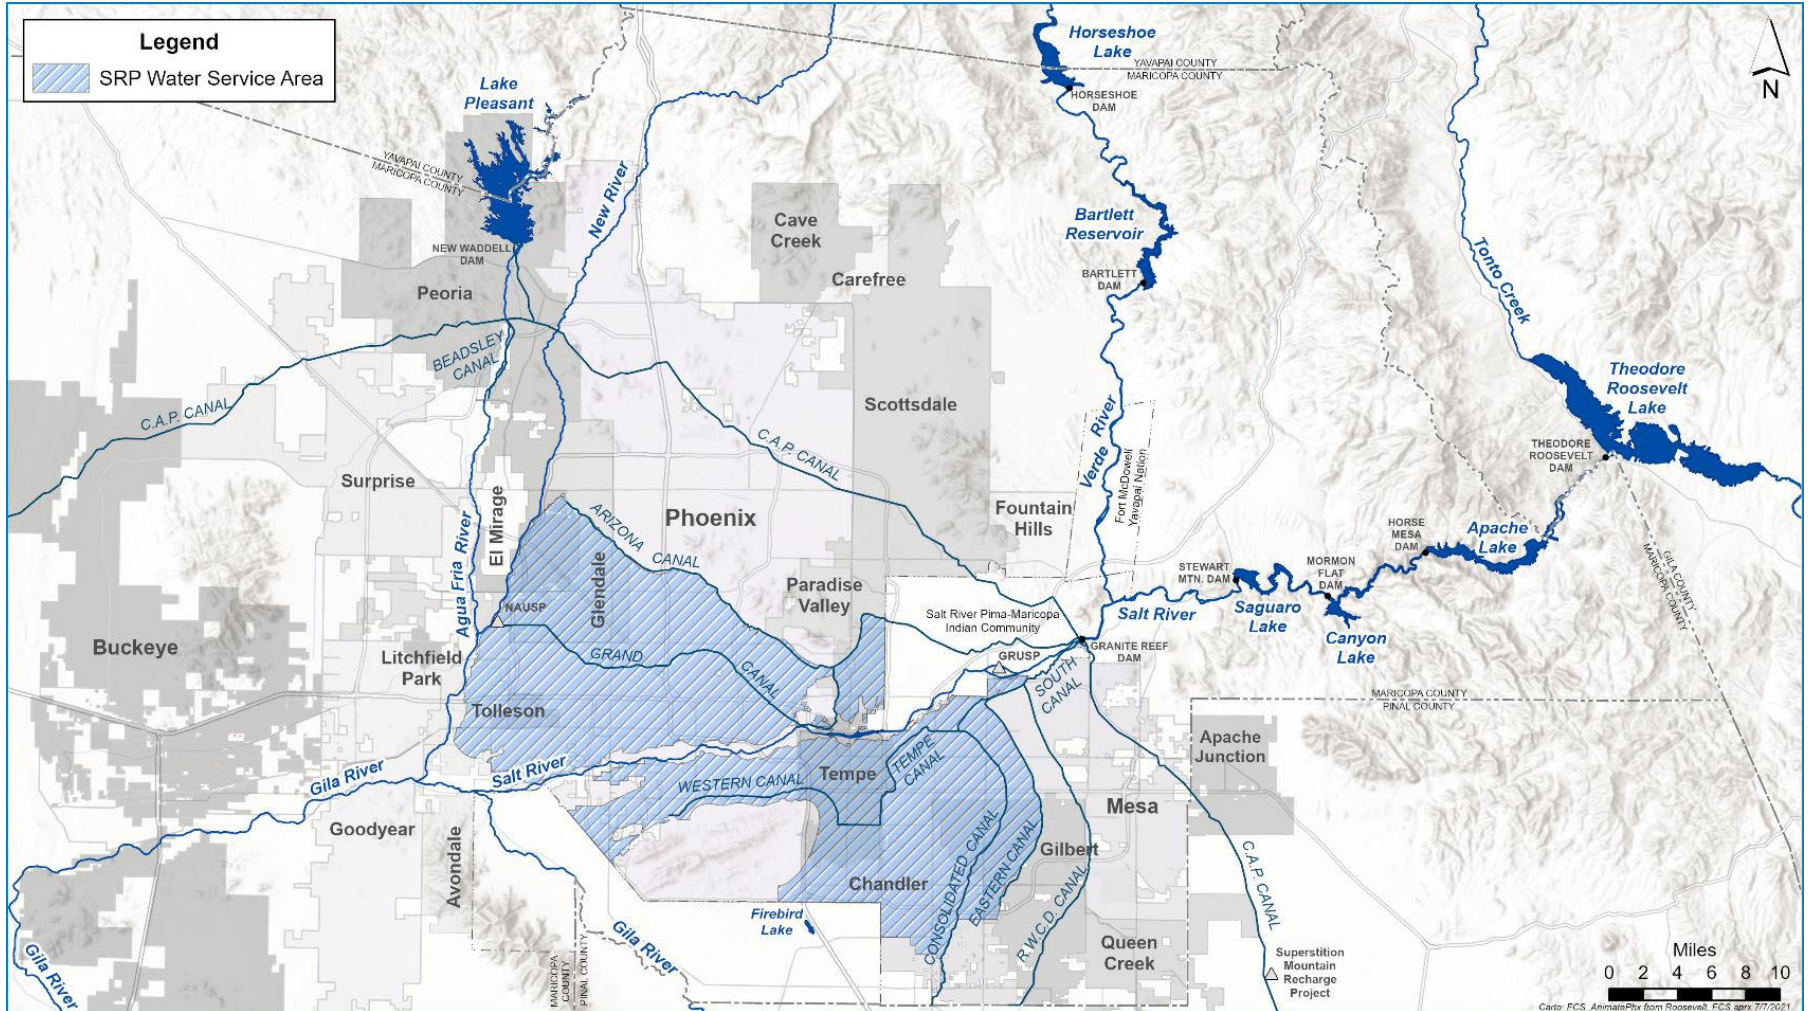 Legend
SRP Water Service Area
Lake
Pleasant
Horseshoe
Lake
YAVAPAI COUNTY
MARICOPA COUNTY
HORSESHOE
DAM
N
YAVAPAI COUNTY
MARICOPA COUNTY
New River
Cave
Creek
Bartlett
Reservoir
NEW WADDELL
DAM
Carefree
BARTLETT
DAM
Tonto Creek
Peoria
BEADSLEY
CANAL
Theodore
Roosevelt
Lake
C.A.P. CANAL
Scottsdale
C.A.P. CANAL
Verde River
Fort McDowell
Yavapai Nation
THEODORE
ROOSEVELT
DAM
Surprise
El Mirage
ARIZONA
CANAL
Phoenix
Fountain
Hills
HORSE
MESA
DAM
Apache
Lake
Agua Fria River
Glendale
Paradise
Valley
STEWART
MTN. DAM
MORMON
FLAT
DAM
GILA COUNTY
MARICOPA COUNTY
NAUSP
Salt River Pima-Maricopa
Indian Community
Salt River
Saguaro
Lake
Canyon
Lake
Buckeye
Litchfield
Park
GRAND
CANAL
GRUSP
GRANITE REEF
DAM
SOUTH
CANAL
MARICOPA COUNTY
PINAL COUNTY
Tolleson
Apache
Junction
Gila River
Salt River
WESTERN CANAL
Tempe
TEMPE
CANAL
Mesa
Goodyear
Avondale
Chandler
CONSOLIDATED CANAL
EASTERN CANAL
Gilbert
R.W.C.D. CANAL
C.A.P. CANAL
Firebird
Lake
Gila River
Gila River
MARICOPA
COUNTY
PINAL COUNTY
Queen
Creek
Superstition
Mountain
Recharge
Project
Miles
0 2 4 6 8 10
Carto: FCS_AnimatePhx from Roosevelt_FCS.aprx 7/7/2021